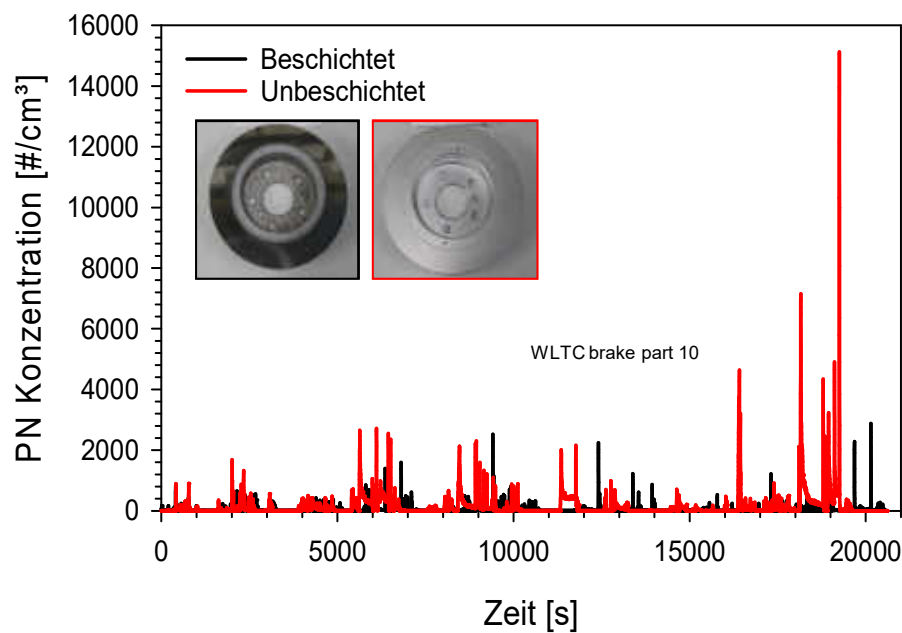 16000
14000
12000
10000
8000
6000
4000
2000
0
PN Konzentration [#/cm³]
Beschichtet
Unbeschichtet
WLTC brake part 10
0 5000 10000 15000 20000
Zeit [s]